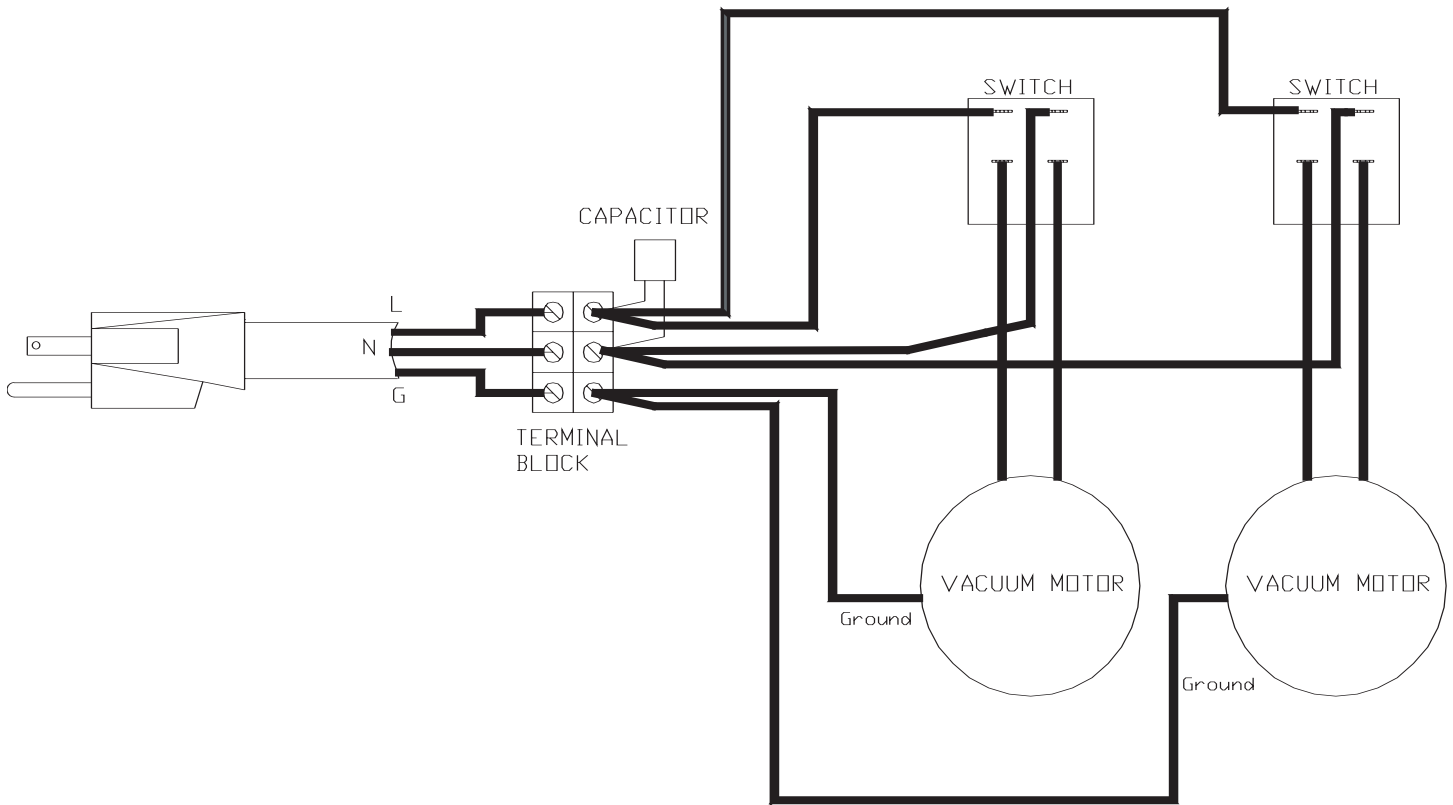 SWITCH
SWITCH
CAPACITOR
L
N
G
TERMINAL
BLOCK
VACUUM MOTOR
VACUUM MOTOR
Ground
Ground